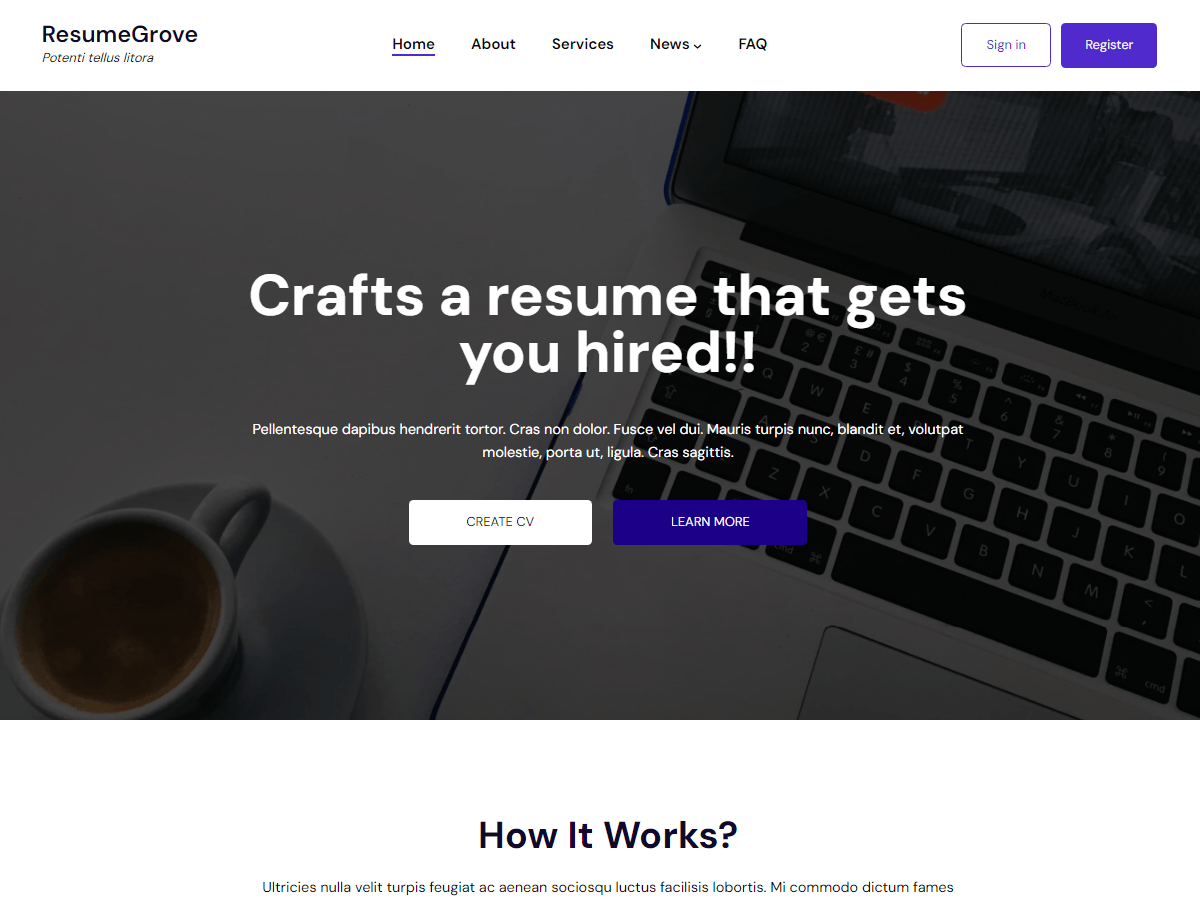 ResumeGrove
Potenti tellus litora
Home
About
Services
News
FAQ
Sign in
Register
Crafts a resume that gets
you hired!!
Pellentesque dapibus hendrerit tortor. Cras non dolor. Fusce vel dui. Mauris turpis nunc, blandit et, volutpat
molestie, porta ut, ligula. Cras sagittis.
CREATE CV
LEARN MORE
How It Works?
Ultricies nulla velit turpis feugiat ac aenean sociosqu luctus facilisis lobortis. Mi commodo dictum fames